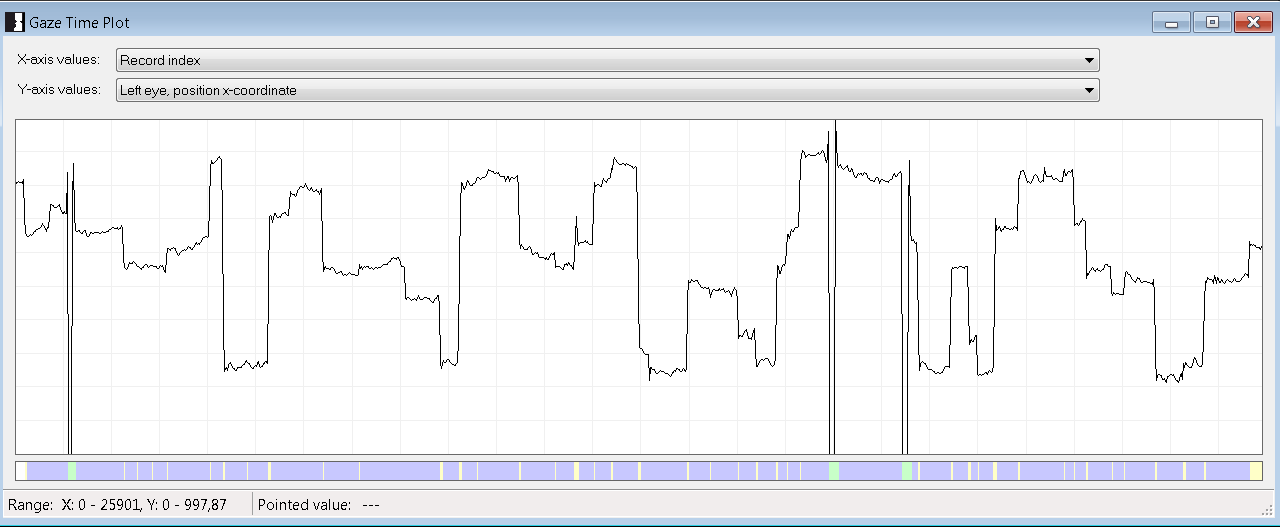 Gaze Time Plot
X-axis values: Record index
Y-axis values: Left eye, position x-coordinate
Range: X: 0 - 25901, Y: 0 - 997,87 Pointed value: ---